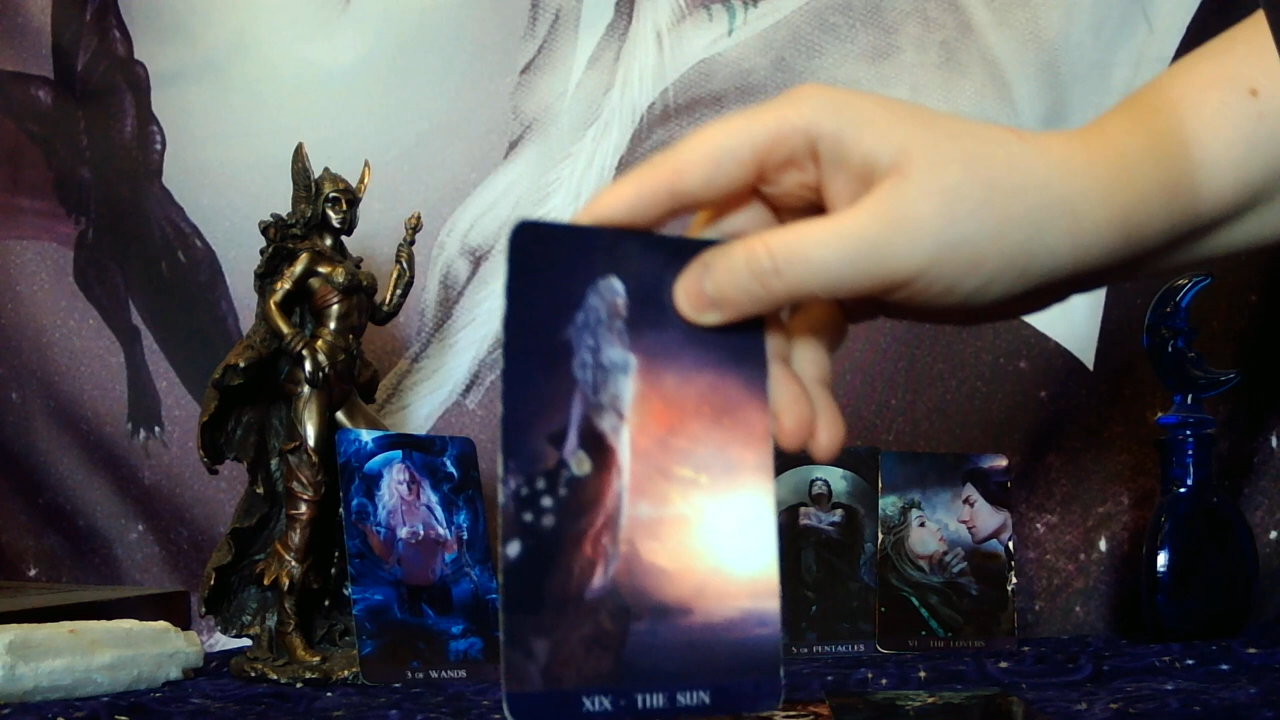 3 OF WANDS
XIX - THE SUN
5 OF PENTACLES
VI - THE LOVERS